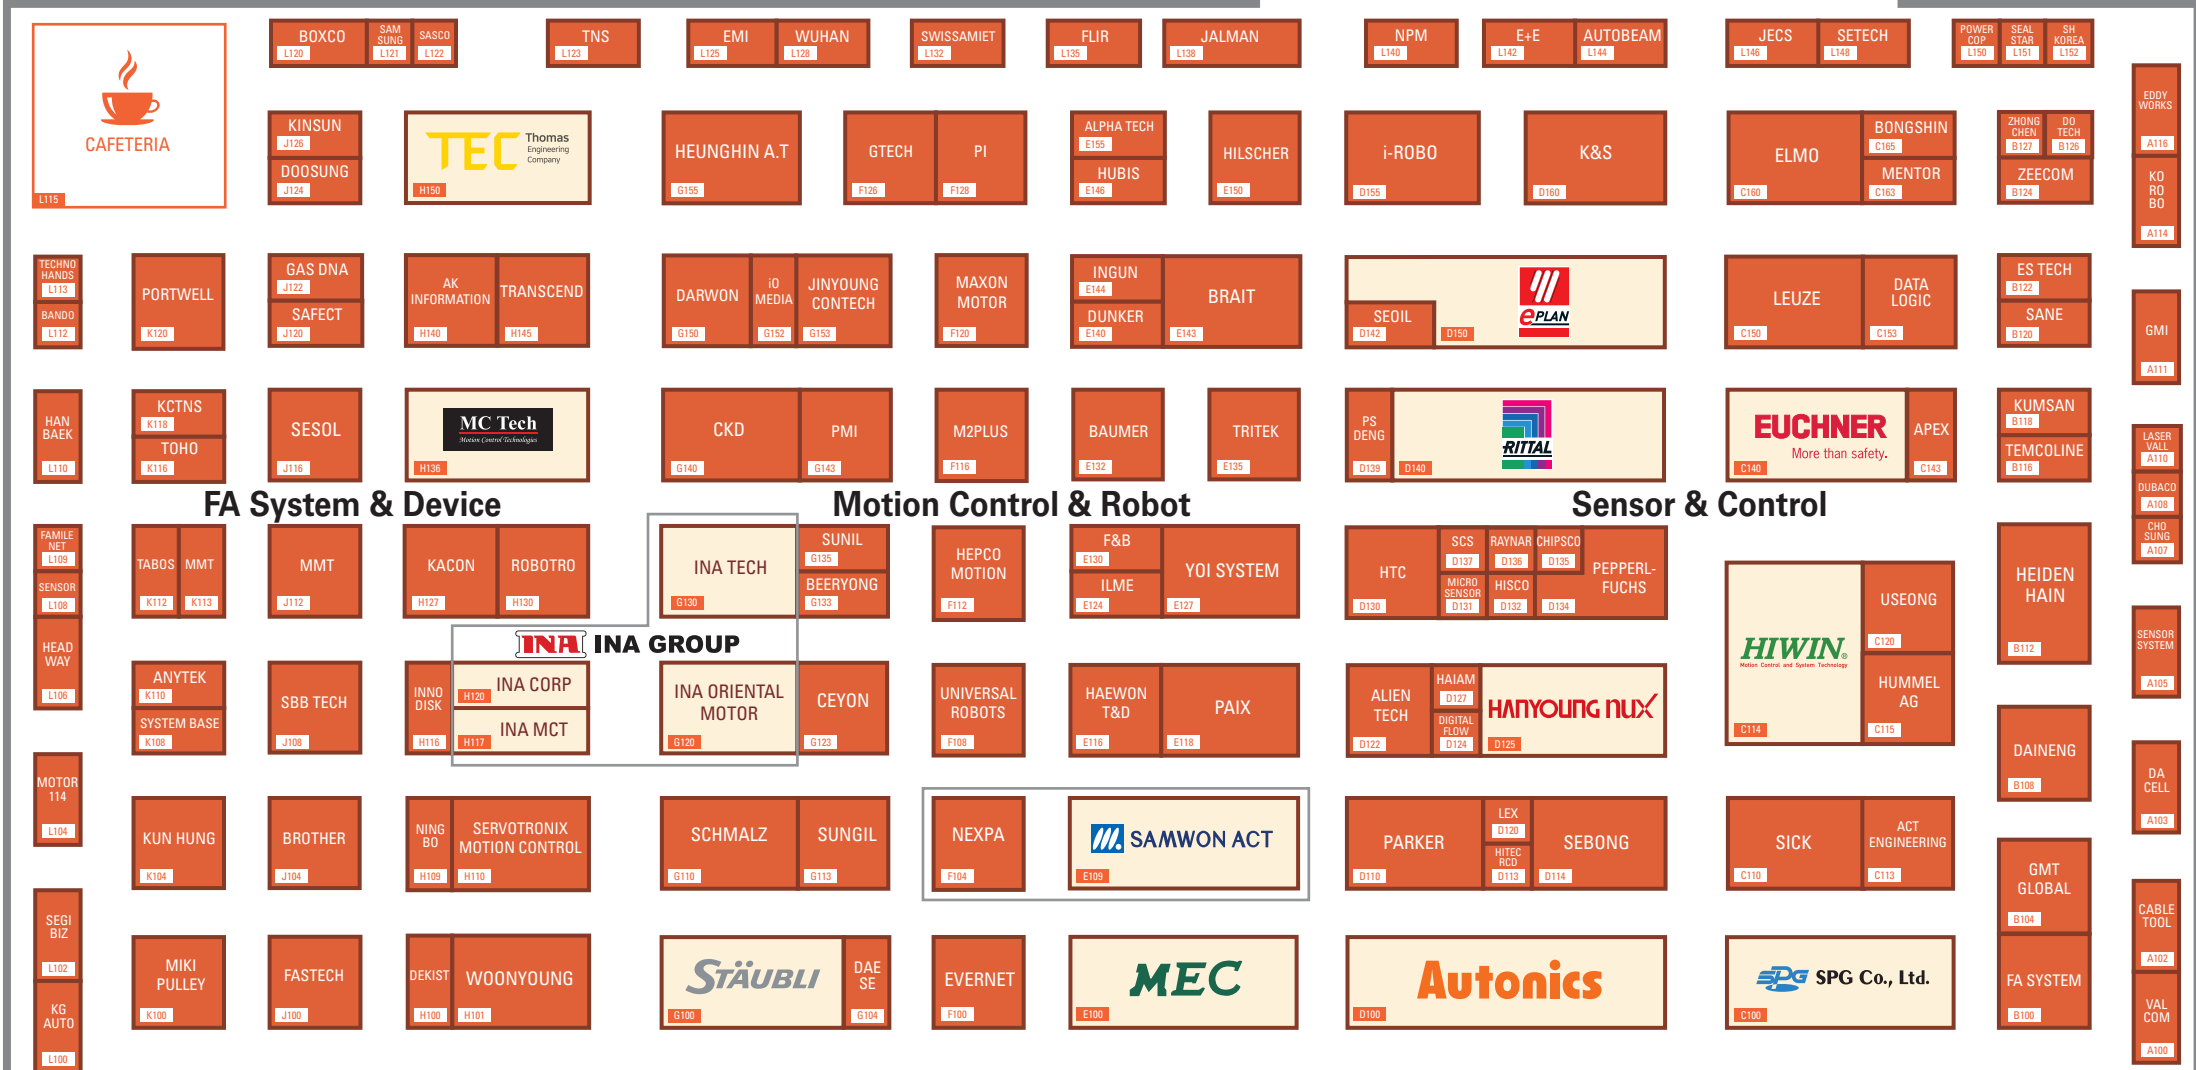 BOXCO
L120
SAM
SUNG
L121
SASCO
L122
TNS
L123
EMI
L125
WUHAN
L128
SWISSAMIET
L132
FLIR
L135
JALMAN
L138
NPM
L140
E+E
L142
AUTOBEAM
L144
JECS
L146
SETECH
L148
POWER
COP
L150
SEAL
STAR
L151
SH
KOREA
L152
CAFETERIA
L115
KINSUN
J126
DOOSUNG
J124
TEC Thomas
Engineering
Company
H150
HEUNGHIN A.T
G155
GTECH
F126
PI
F128
ALPHA TECH
E155
HUBIS
E146
HILSCHER
E150
i-ROBO
D155
K&S
D160
ELMO
C160
BONGSHIN
C165
MENTOR
C163
ZHONG
CHEN
B127
DO
TECH
B126
ZEECOM
B124
EDDY
WORKS
A116
KO
RO
BO
A114
TECHNO
HANDS
L113
BANDO
L112
PORTWELL
K120
GAS DNA
J122
SAFECT
J120
AK
INFORMATION
H140
TRANSCEND
H145
DARWON
G150
iO
MEDIA
G152
JINYOUNG
CONTECH
G153
MAXON
MOTOR
F120
INGUN
E144
DUNKER
E140
BRAIT
E143
SEOIL
D142
ePLAN
D150
LEUZE
C150
DATA
LOGIC
C153
ES TECH
B122
SANE
B120
GMI
A111
HAN
BAEK
L110
KCTNS
K118
TOHO
K116
SESOL
J116
MC Tech
Motion Control Technologies
H136
CKD
G140
PMI
G143
M2PLUS
F116
BAUMER
E132
TRITEK
E135
PS
DENG
D139
RITTAL
D140
EUCHNER
More than safety.
C140
APEX
C143
KUMSAN
B118
TEMCOLINE
B116
LASER
VALL
A110
DUBACO
A108
CHO
SUNG
A107
FA System & Device
Motion Control & Robot
Sensor & Control
FAMILE
NET
L109
SENSOR
L108
HEAD
WAY
L106
TABOS
K112
MMT
K113
MMT
J112
KACON
H127
ROBOTRO
H130
INA TECH
G130
SUNIL
G135
BEERYONG
G133
HEPCO
MOTION
F112
F&B
E130
ILME
E124
YOI SYSTEM
E127
HTC
D130
SCS
D137
RAYNAR
D136
CHIPSCO
D135
MICRO
SENSOR
D131
HISCO
D132
PEPPERL-
FUCHS
D134
HIWIN®
Motion Control and System Technology
C114
USEONG
C120
HUMMEL
AG
C115
HEIDEN
HAIN
B112
SENSOR
SYSTEM
A105
INA INA GROUP
ANYTEK
K110
SYSTEM BASE
K108
SBB TECH
J108
INNO
DISK
H116
INA CORP
H120
INA MCT
H117
INA ORIENTAL
MOTOR
G120
CEYON
G123
UNIVERSAL
ROBOTS
F108
HAEWON
T&D
E116
PAIX
E118
ALIEN
TECH
D122
HAIAM
D127
DIGITAL
FLOW
D124
HANYOUNG NUX
D125
DAINENG
B108
MOTOR
114
L104
KUN HUNG
K104
BROTHER
J104
NING
BO
H109
SERVOTRONIX
MOTION CONTROL
H110
SCHMALZ
G110
SUNGIL
G113
NEXPA
F104
SAMWON ACT
E109
PARKER
D110
LEX
D120
HITEC
RCD
D113
SEBONG
D114
SICK
C110
ACT
ENGINEERING
C113
DA
CELL
A103
GMT
GLOBAL
B104
SEGI
BIZ
L102
KG
AUTO
L100
MIKI
PULLEY
K100
FASTECH
J100
DEKIST
H100
WOONYOUNG
H101
STÄUBLI
G100
DAE
SE
G104
EVERNET
F100
MEC
E100
Autonics
D100
SPG SPG Co., Ltd.
C100
FA SYSTEM
B100
CABLE
TOOL
A102
VAL
COM
A100